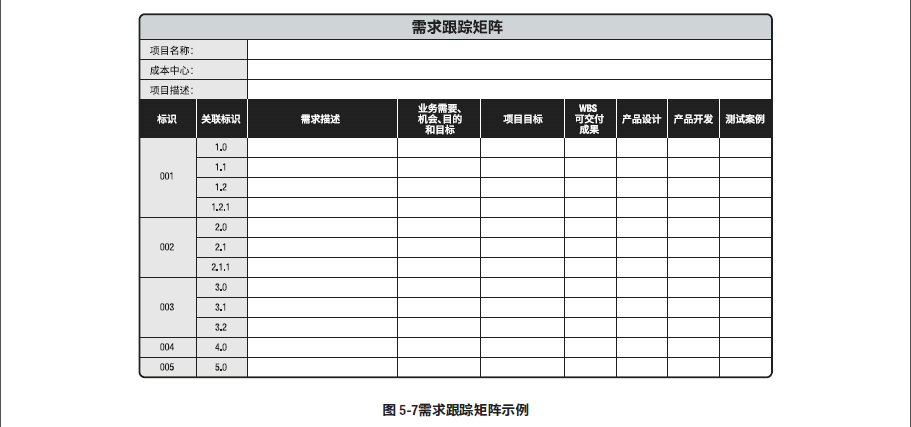 需求跟踪矩阵
项目名称：
成本中心：
项目描述：
标识 关联标识 需求描述 业务需要、机会、目的和目标 项目目标 WBS可交付成果 产品设计 产品开发 测试案例
001
1.0
1.1
1.2
1.2.1
002
2.0
2.1
2.1.1
003
3.0
3.1
3.2
004 4.0
005 5.0
图 5-7需求跟踪矩阵示例